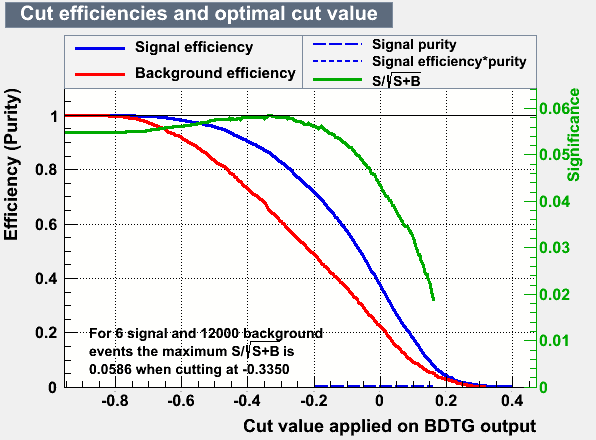 Cut efficiencies and optimal cut value
Signal efficiency
Background efficiency
Signal purity
Signal efficiency*purity
S/√S+B
Efficiency (Purity)
1
0.8
0.6
0.4
0.2
0
Significance
0.06
0.05
0.04
0.03
0.02
0.01
0
For 6 signal and 12000 background
events the maximum S/√S+B is
0.0586 when cutting at -0.3350
-0.8 -0.6 -0.4 -0.2 0 0.2 0.4
Cut value applied on BDTG output